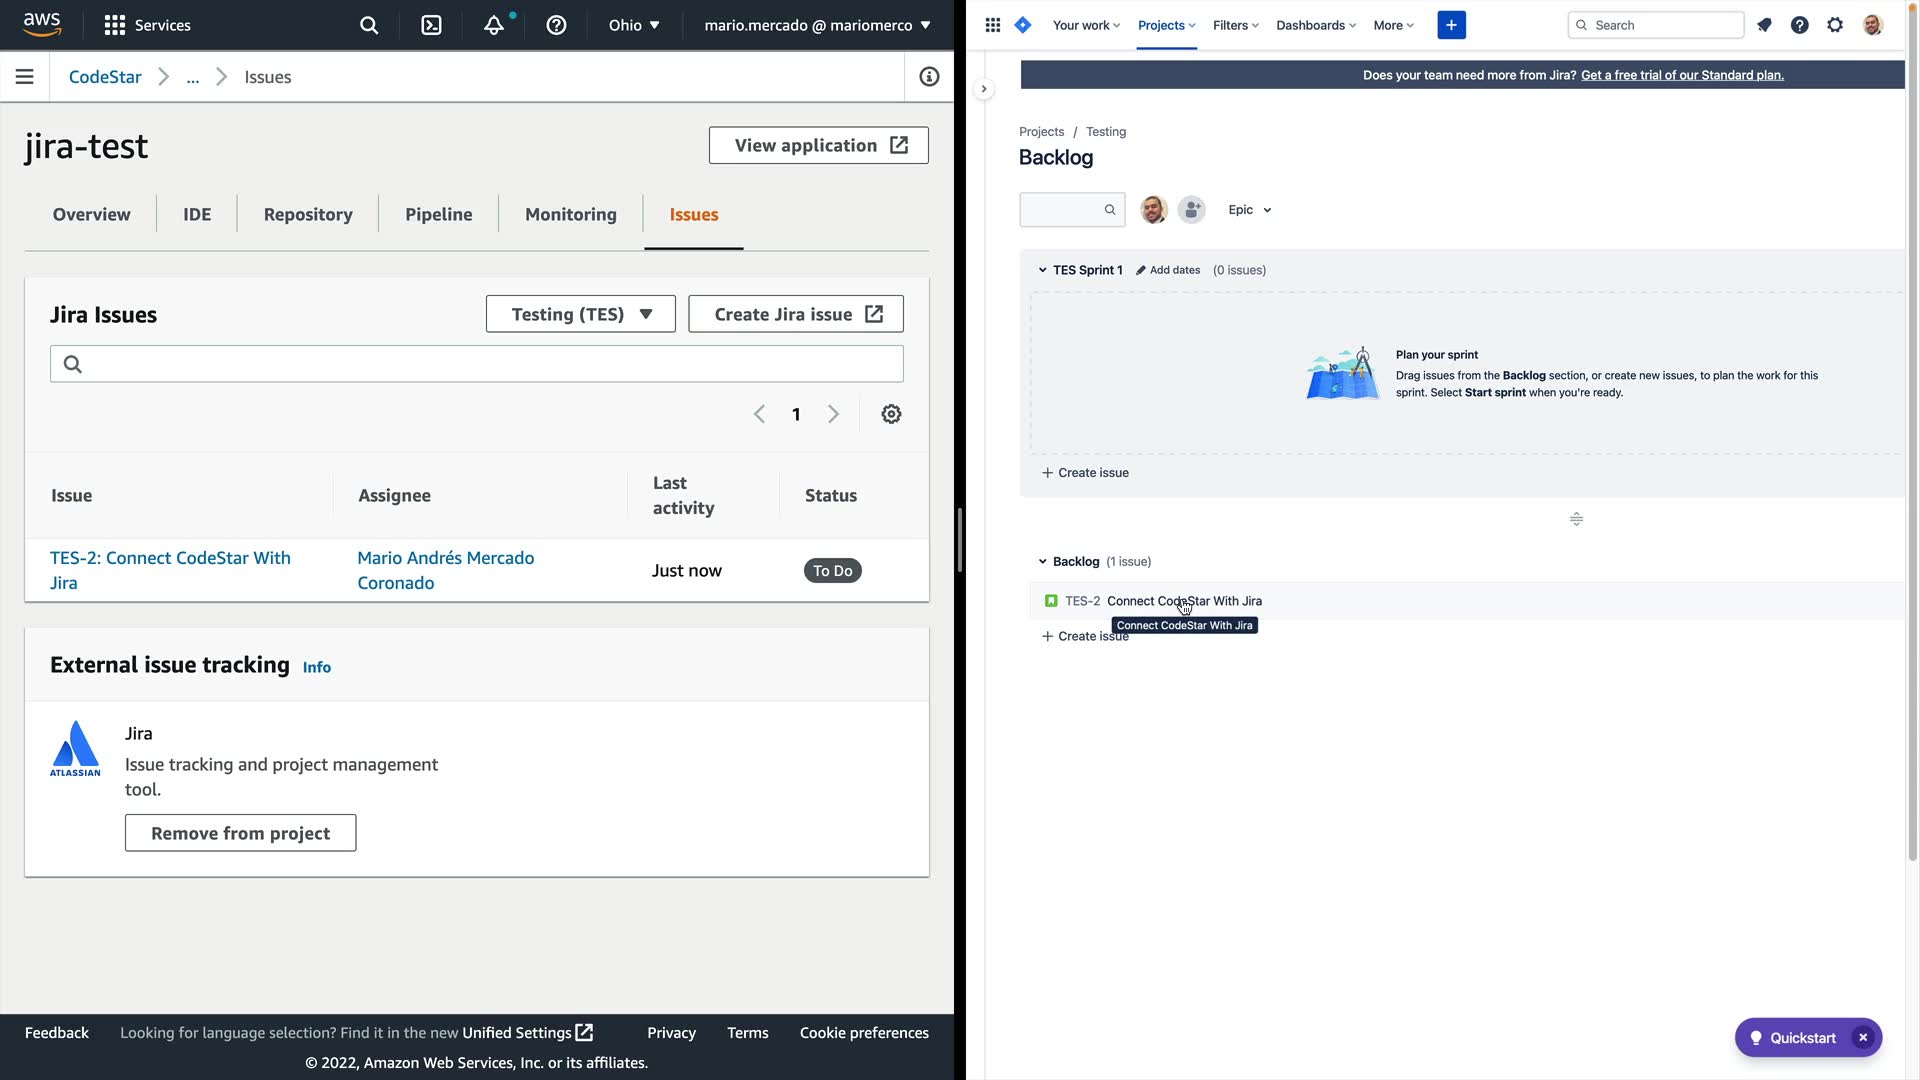 aws
Services
Ohio
mario.mercado @ mariomerco
CodeStar
...
Issues
jira-test
View application
Overview
IDE
Repository
Pipeline
Monitoring
Issues
Jira Issues
Testing (TES)
Create Jira issue
1
Issue
Assignee
Last
activity
Status
TES-2: Connect CodeStar With
Jira
Mario Andrés Mercado
Coronado
Just now
To Do
External issue tracking
Info
ATLASSIAN
Jira
Issue tracking and project management
tool.
Remove from project
Feedback
Looking for language selection? Find it in the new Unified Settings
Privacy
Terms
Cookie preferences
© 2022, Amazon Web Services, Inc. or its affiliates.
Your work
Projects
Filters
Dashboards
More
Search
Does your team need more from Jira? Get a free trial of our Standard plan.
Projects / Testing
Backlog
Epic
TES Sprint 1
Add dates
(0 issues)
Plan your sprint
Drag issues from the Backlog section, or create new issues, to plan the work for this
sprint. Select Start sprint when you're ready.
+ Create issue
Backlog (1 issue)
TES-2 Connect CodeStar With Jira
Connect CodeStar With Jira
+ Create issue
Quickstart